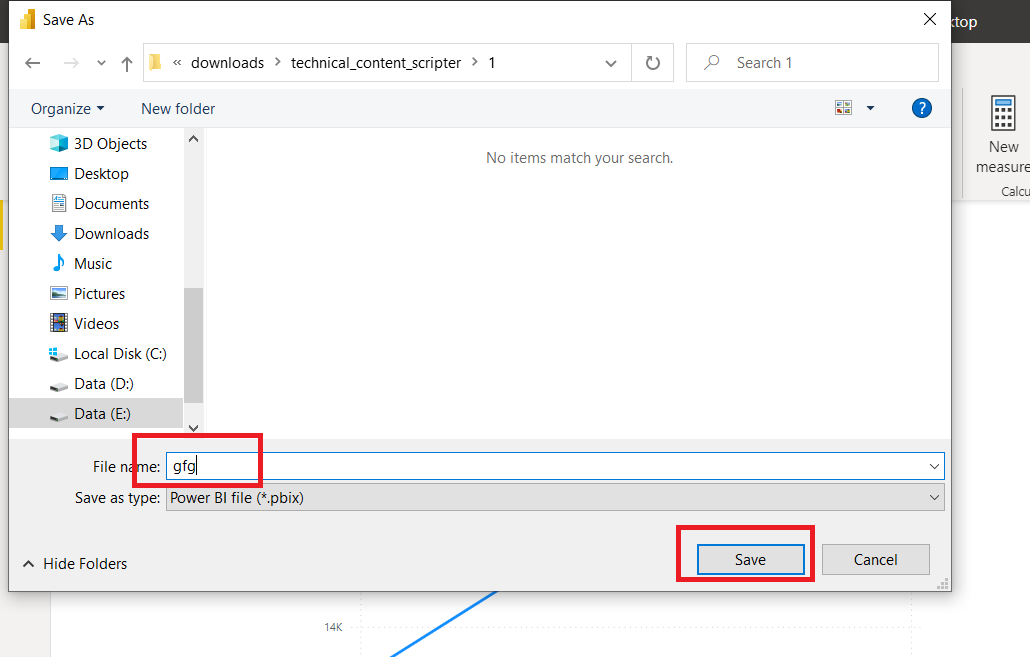 Save As
ktop
« downloads > technical_content_scripter > 1
Search 1
Organize
New folder
?
New
measure
Calcu
3D Objects
Desktop
Documents
Downloads
Music
Pictures
Videos
Local Disk (C:)
Data (D:)
Data (E:)
No items match your search.
File name: gfg
Save as type: Power BI file (*.pbix)
Hide Folders
Save
Cancel
14K